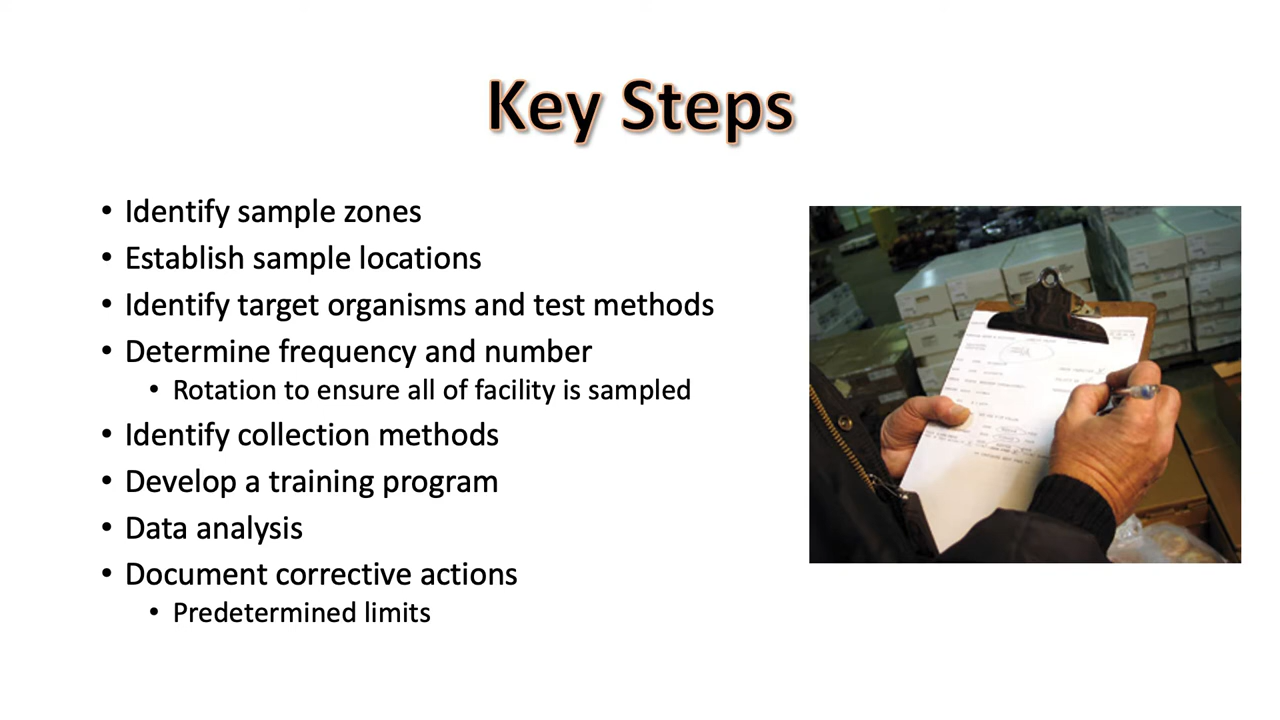 Key Steps
• Identify sample zones
• Establish sample locations
• Identify target organisms and test methods
• Determine frequency and number
• Rotation to ensure all of facility is sampled
• Identify collection methods
• Develop a training program
• Data analysis
• Document corrective actions
• Predetermined limits